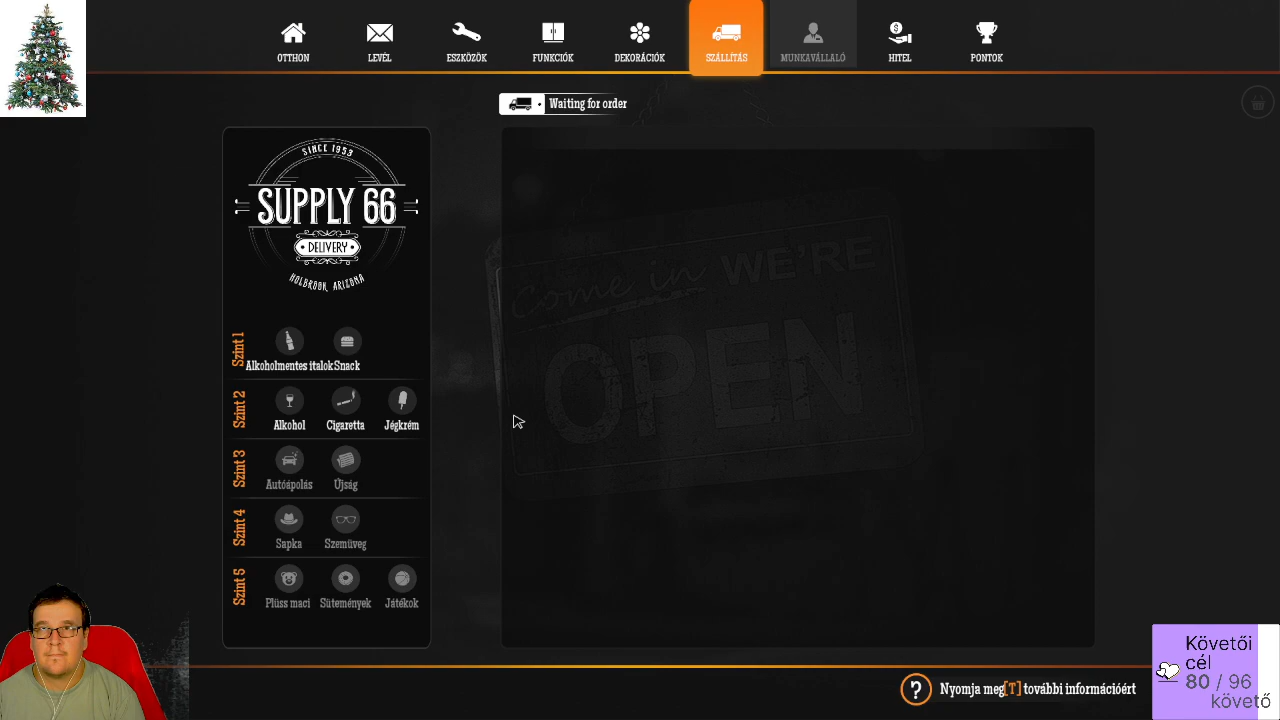 OTTHON
LEVÉL
ESZKÖZÖK
FUNKCIÓK
DEKORÁCIÓK
SZÁLLÍTÁS
MUNKAVÁLLALÓ
HITEL
PONTOK
Waiting for order
SINCE 1953
SUPPLY 66
DELIVERY
HOLBROOK, ARIZONA
Come in WE'RE
OPEN
Szint 1
Alkoholmentes italok Snack
Szint 2
Alkohol Cigaretta Jégkrém
Szint 3
Autóápolás Újság
Szint 4
Sapka Szemüveg
Szint 5
Plüss maci Sütemények Játékok
? Nyomja meg[T] további információért
Követői
cél
80 / 96
követő